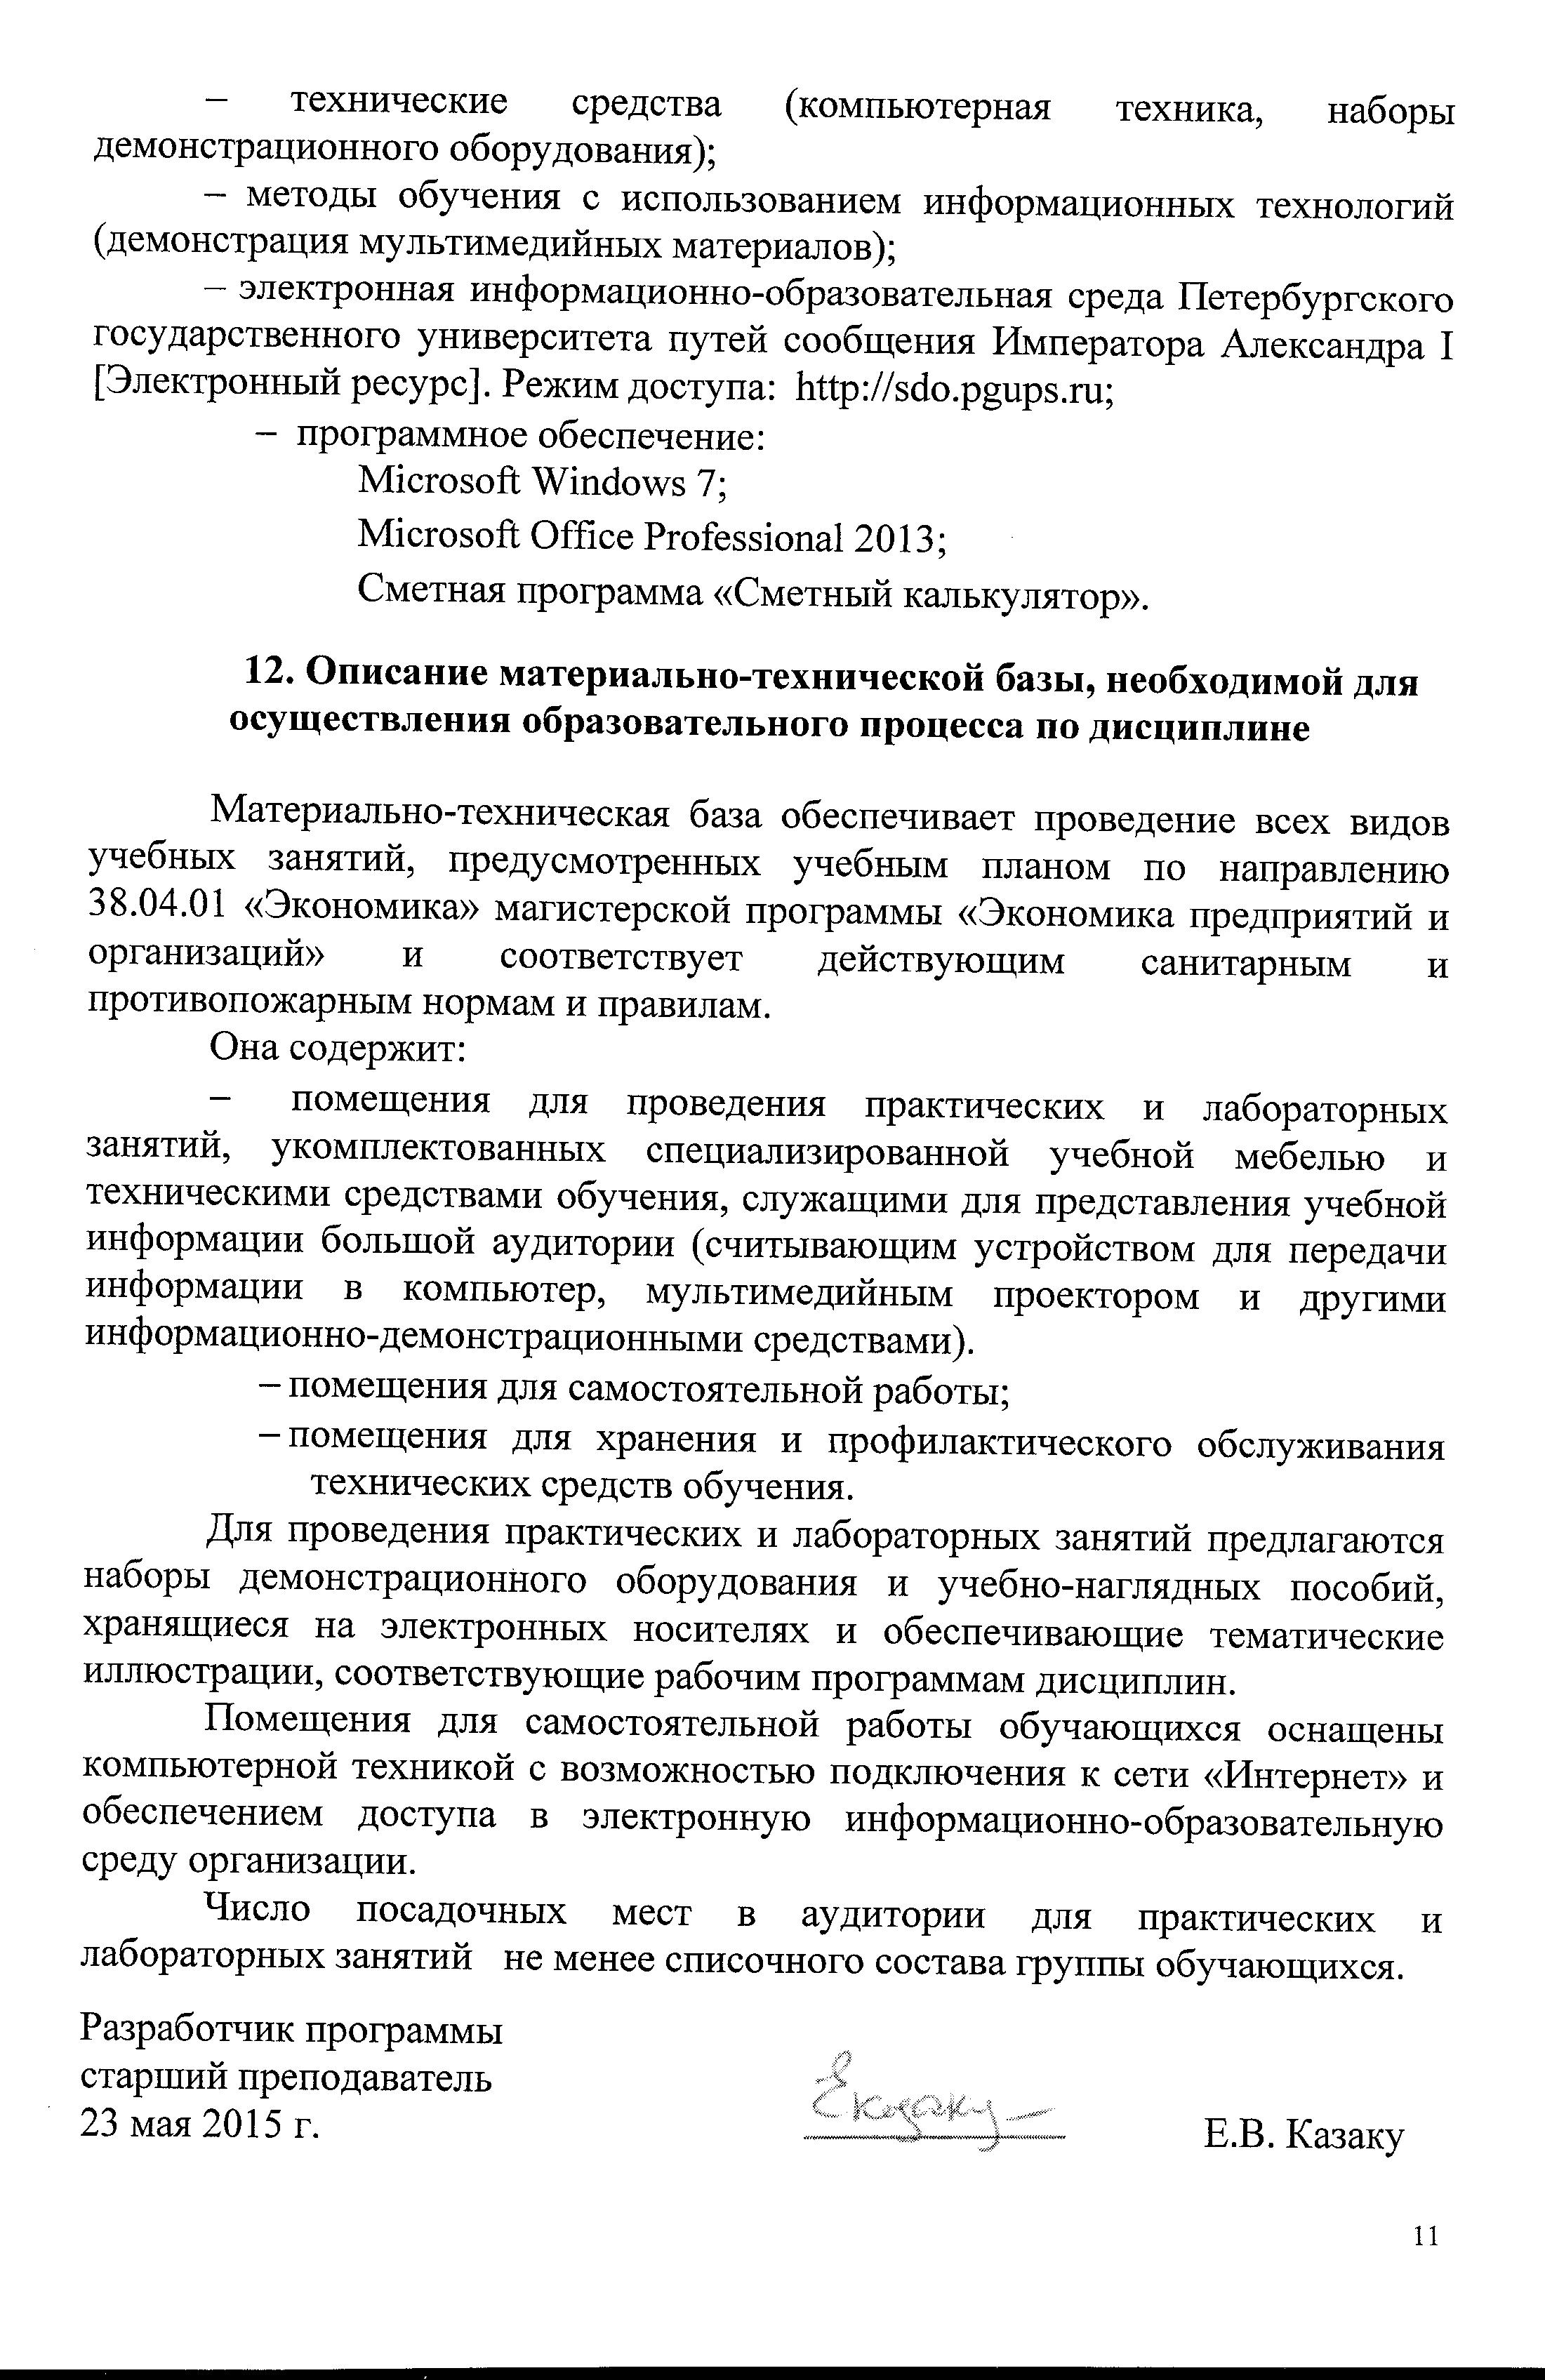 – технические средства (компьютерная техника, наборы
демонстрационного оборудования);
– методы обучения с использованием информационных технологий
(демонстрация мультимедийных материалов);
– электронная информационно-образовательная среда Петербургского
государственного университета путей сообщения Императора Александра I
[Электронный ресурс]. Режим доступа: http://sdo.pgups.ru;
– программное обеспечение:
Microsoft Windows 7;
Microsoft Office Professional 2013;
Сметная программа «Сметный калькулятор».
12. Описание материально-технической базы, необходимой для
осуществления образовательного процесса по дисциплине
Материально-техническая база обеспечивает проведение всех видов
учебных занятий, предусмотренных учебным планом по направлению
38.04.01 «Экономика» магистерской программы «Экономика предприятий и
организаций» и соответствует действующим санитарным и
противопожарным нормам и правилам.
Она содержит:
– помещения для проведения практических и лабораторных
занятий, укомплектованных специализированной учебной мебелью и
техническими средствами обучения, служащими для представления учебной
информации большой аудитории (считывающим устройством для передачи
информации в компьютер, мультимедийным проектором и другими
информационно-демонстрационными средствами).
– помещения для самостоятельной работы;
– помещения для хранения и профилактического обслуживания
технических средств обучения.
Для проведения практических и лабораторных занятий предлагаются
наборы демонстрационного оборудования и учебно-наглядных пособий,
хранящиеся на электронных носителях и обеспечивающие тематические
иллюстрации, соответствующие рабочим программам дисциплин.
Помещения для самостоятельной работы обучающихся оснащены
компьютерной техникой с возможностью подключения к сети «Интернет» и
обеспечением доступа в электронную информационно-образовательную
среду организации.
Число посадочных мест в аудитории для практических и
лабораторных занятий не менее списочного состава группы обучающихся.
Разработчик программы
старший преподаватель
23 мая 2015 г. Еказаку Е.В. Казаку
11